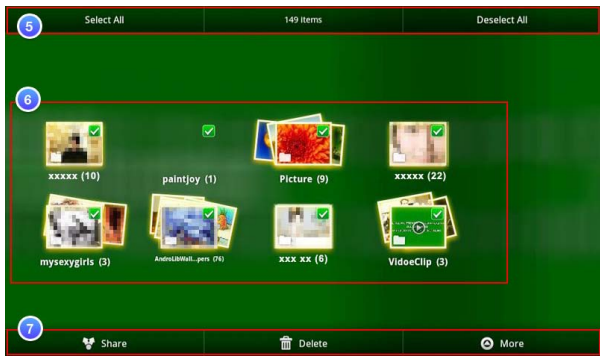 5
Select All
149 items
Deselect All
6
xxxxx (10)
paintjoy (1)
Picture (9)
xxxxx (22)
mysexygirls (3)
AndroLibWall...pers (76)
xxx xx (6)
VidoeClip (3)
7
Share
Delete
More